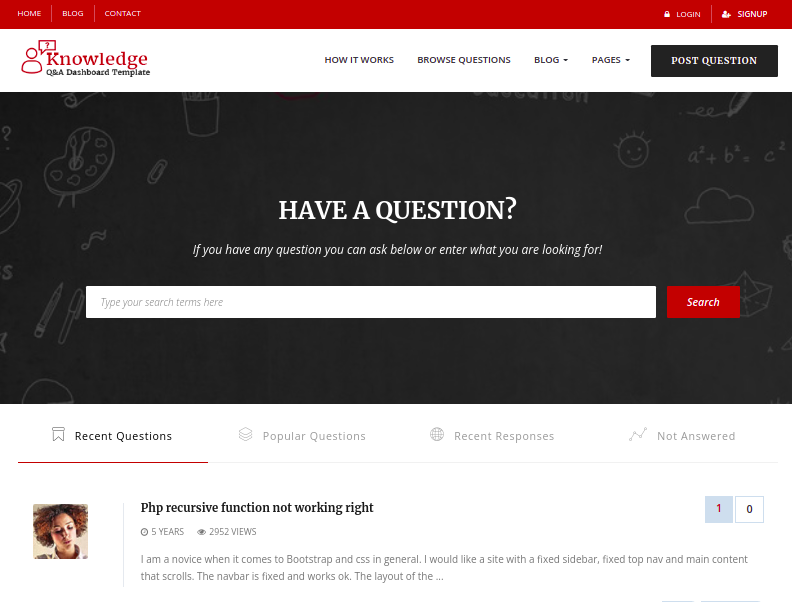 HOME BLOG CONTACT LOGIN SIGNUP
?
Knowledge
Q&A Dashboard Template
HOW IT WORKS BROWSE QUESTIONS BLOG PAGES POST QUESTION
a² + b² = c²
HAVE A QUESTION?
If you have any question you can ask below or enter what you are looking for!
Type your search terms here Search
Recent Questions Popular Questions Recent Responses Not Answered
Php recursive function not working right 1 0
5 YEARS 2952 VIEWS
I am a novice when it comes to Bootstrap and css in general. I would like a site with a fixed sidebar, fixed top nav and main content
that scrolls. The navbar is fixed and works ok. The layout of the ...